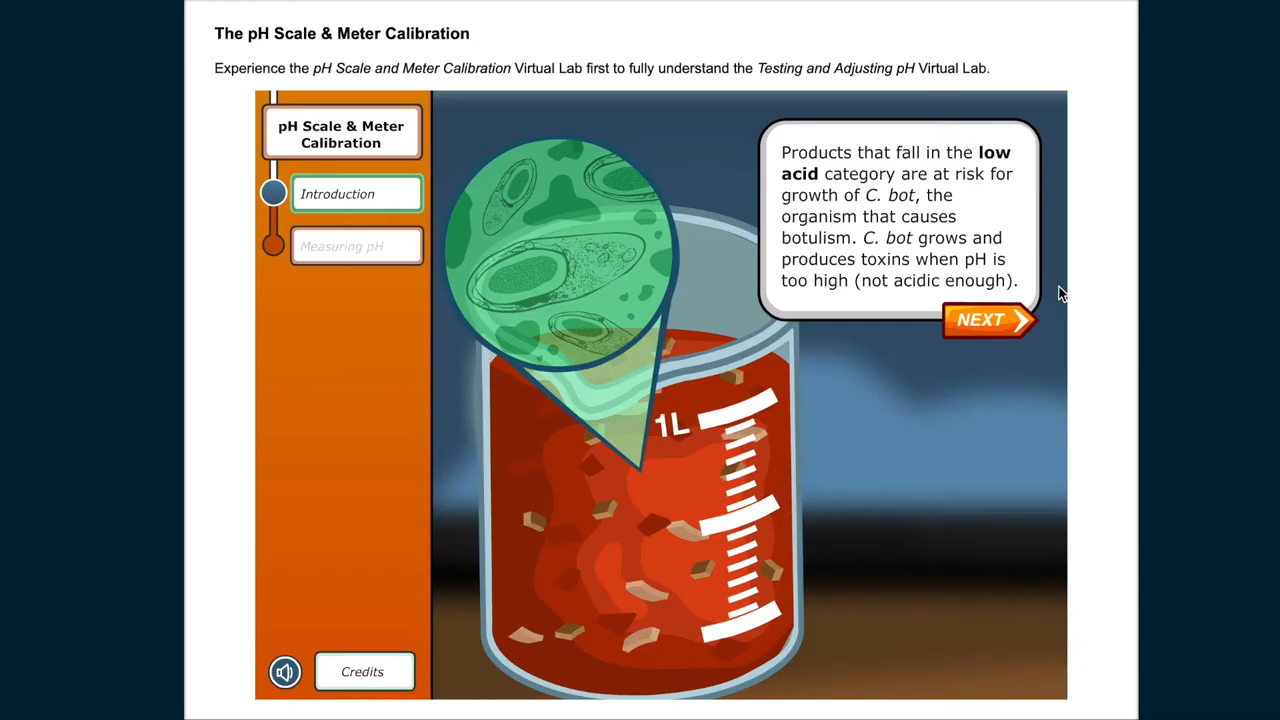 The pH Scale & Meter Calibration
Experience the pH Scale and Meter Calibration Virtual Lab first to fully understand the Testing and Adjusting pH Virtual Lab.
pH Scale & Meter
Calibration
Introduction
Measuring pH
Products that fall in the low
acid category are at risk for
growth of C. bot, the
organism that causes
botulism. C. bot grows and
produces toxins when pH is
too high (not acidic enough).
NEXT
1L
Credits